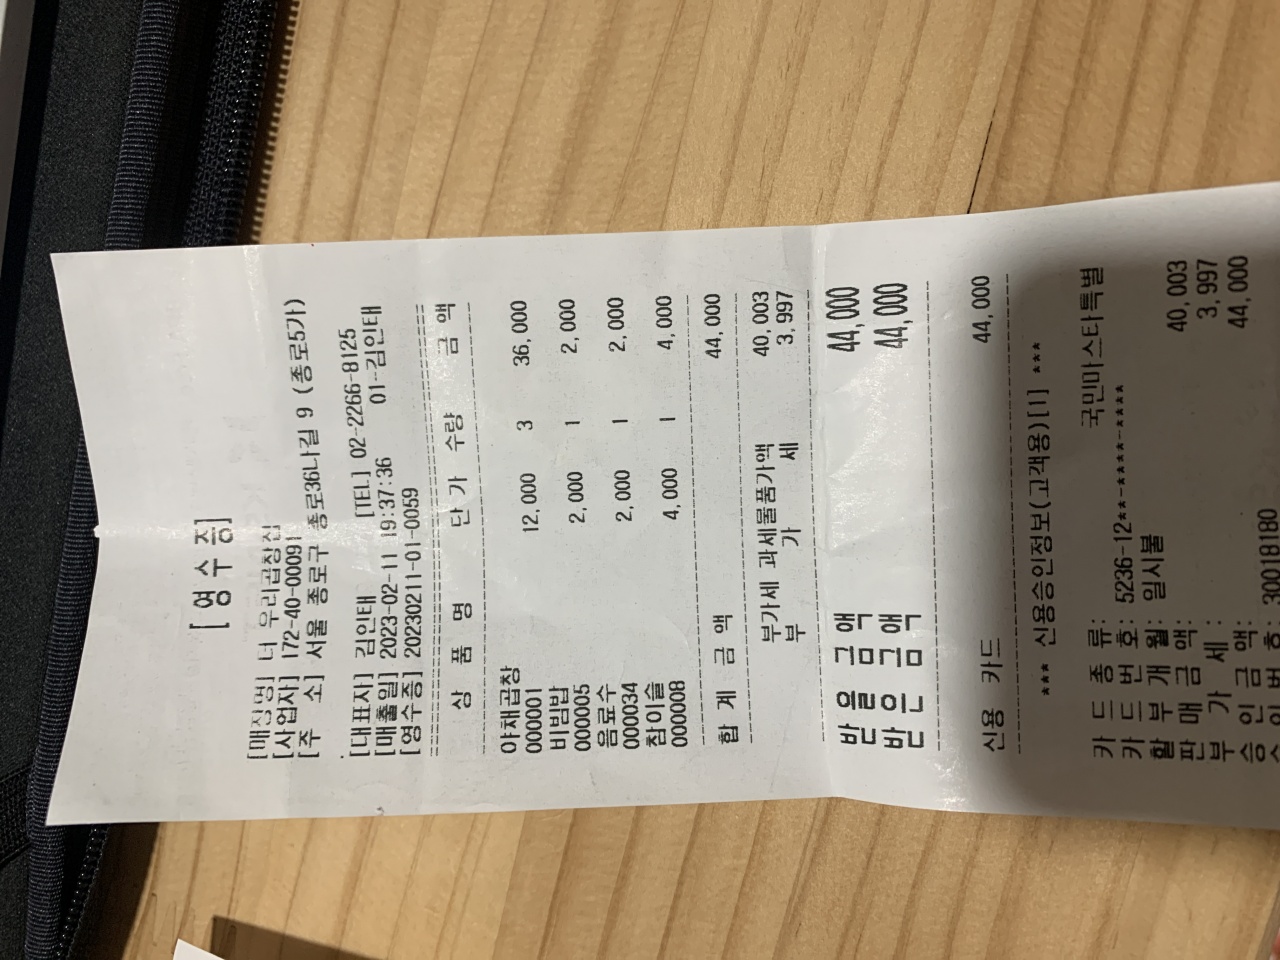 [영 수 증]
[매장명] 더 우리곱창집
[사업자] 172-40-00091
[주 소] 서울 종로구 종로36나길 9 (종로5가)
[대표자] 김인태 [TEL] 02-2266-8125
[매출일] 2023-02-11 19:37:36 01--김인태
[영수증] 20230211-01-0059
상 품 명 단 가 수량 금 액
야채곱창
000001 12,000 3 36,000
비빔밥
000005 2,000 1 2,000
음료수
000034 2,000 1 2,000
참이슬
000008 4,000 1 4,000
합 계 금 액 44,000
부가세 과세물품가액 40,003
부 가 세 3,997
받 을 금 액 44,000
받 은 금 액 44,000
신용 카드 44,000
*** 신용승인정보(고객용)[1] ***
카 드 종 류: 국민마스타특별
카 드 번 호: 5236-12**-****-****
할 부 개 월: 일시불
판 매 금 액: 40,003
부 가 세 : 3,997
승 인 금 액: 44,000
승 인 번 호: 30018180